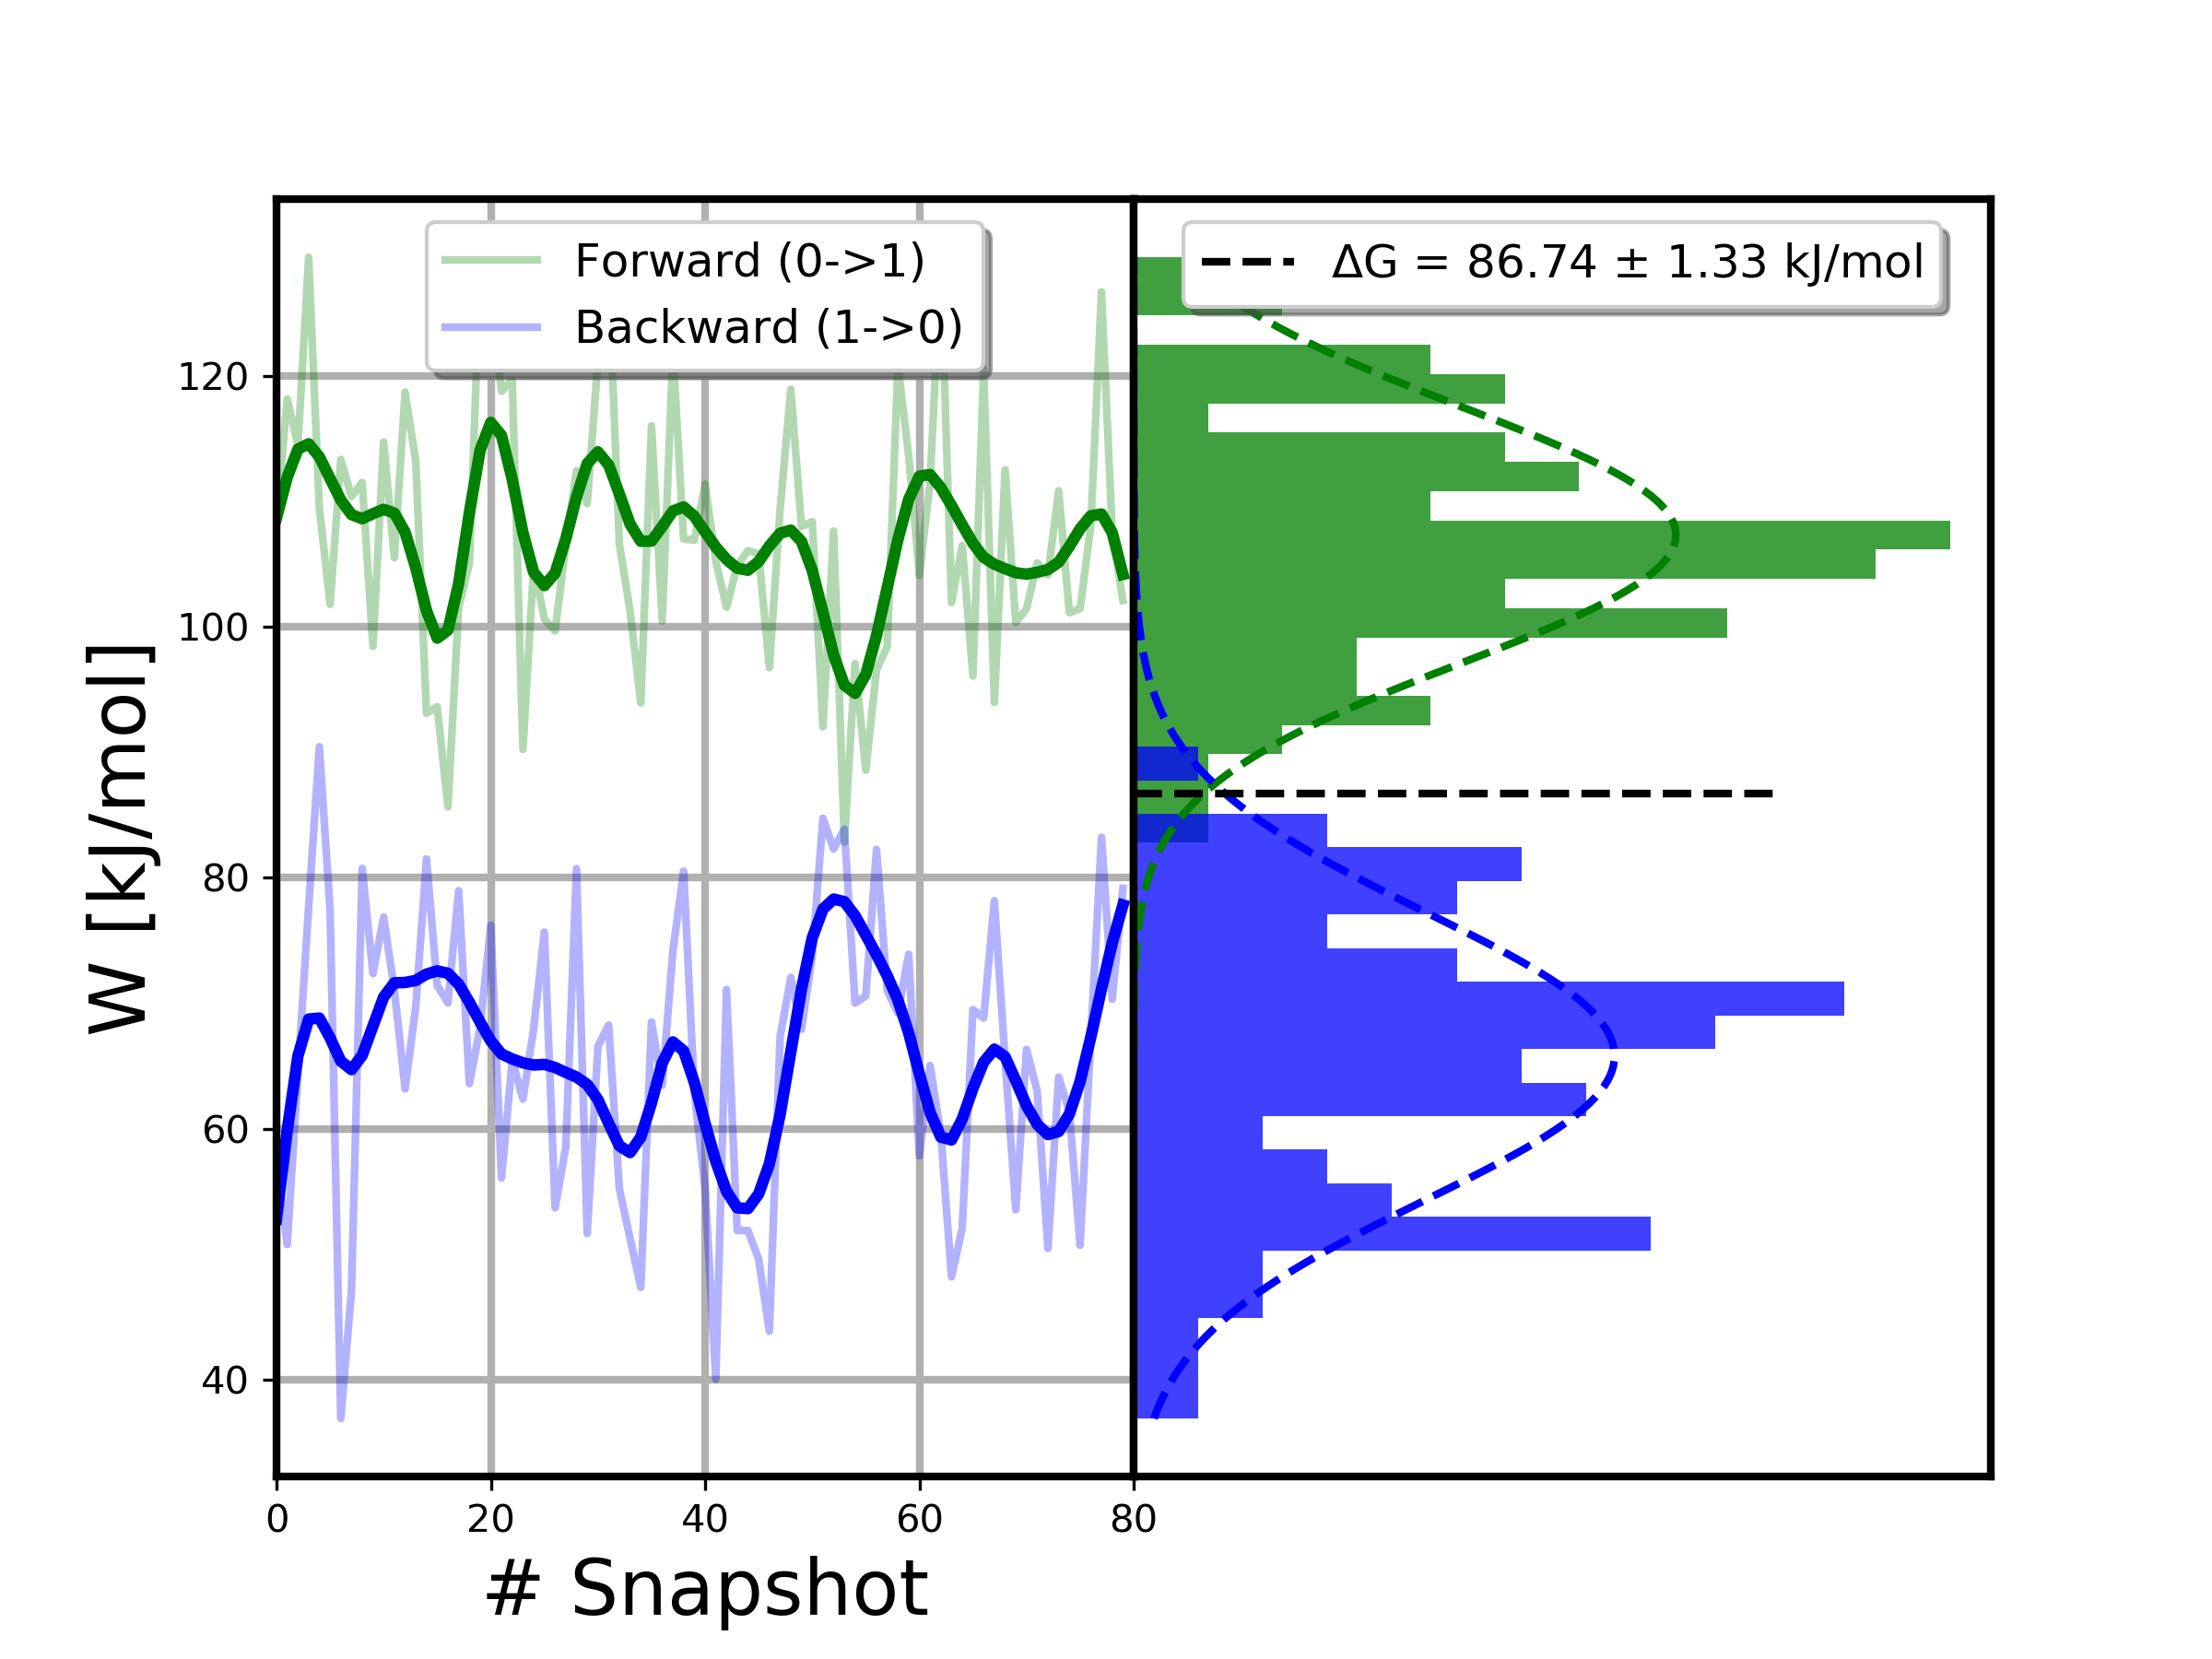 Forward (0->1)
Backward (1->0)
ΔG = 86.74 ± 1.33 kJ/mol
120
100
80
60
40
W [kJ/mol]
0 20 40 60 80
# Snapshot